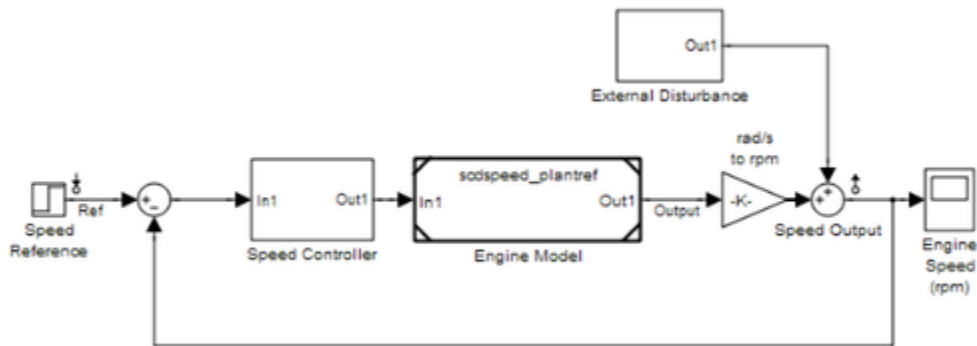 Out1
External Disturbance
rad/s
to rpm
scdspeed_plantref
In1
Out1
In1
Out1
-K-
Ref
Output
Speed
Reference
Speed Controller
Engine Model
Speed Output
Engine
Speed
(rpm)